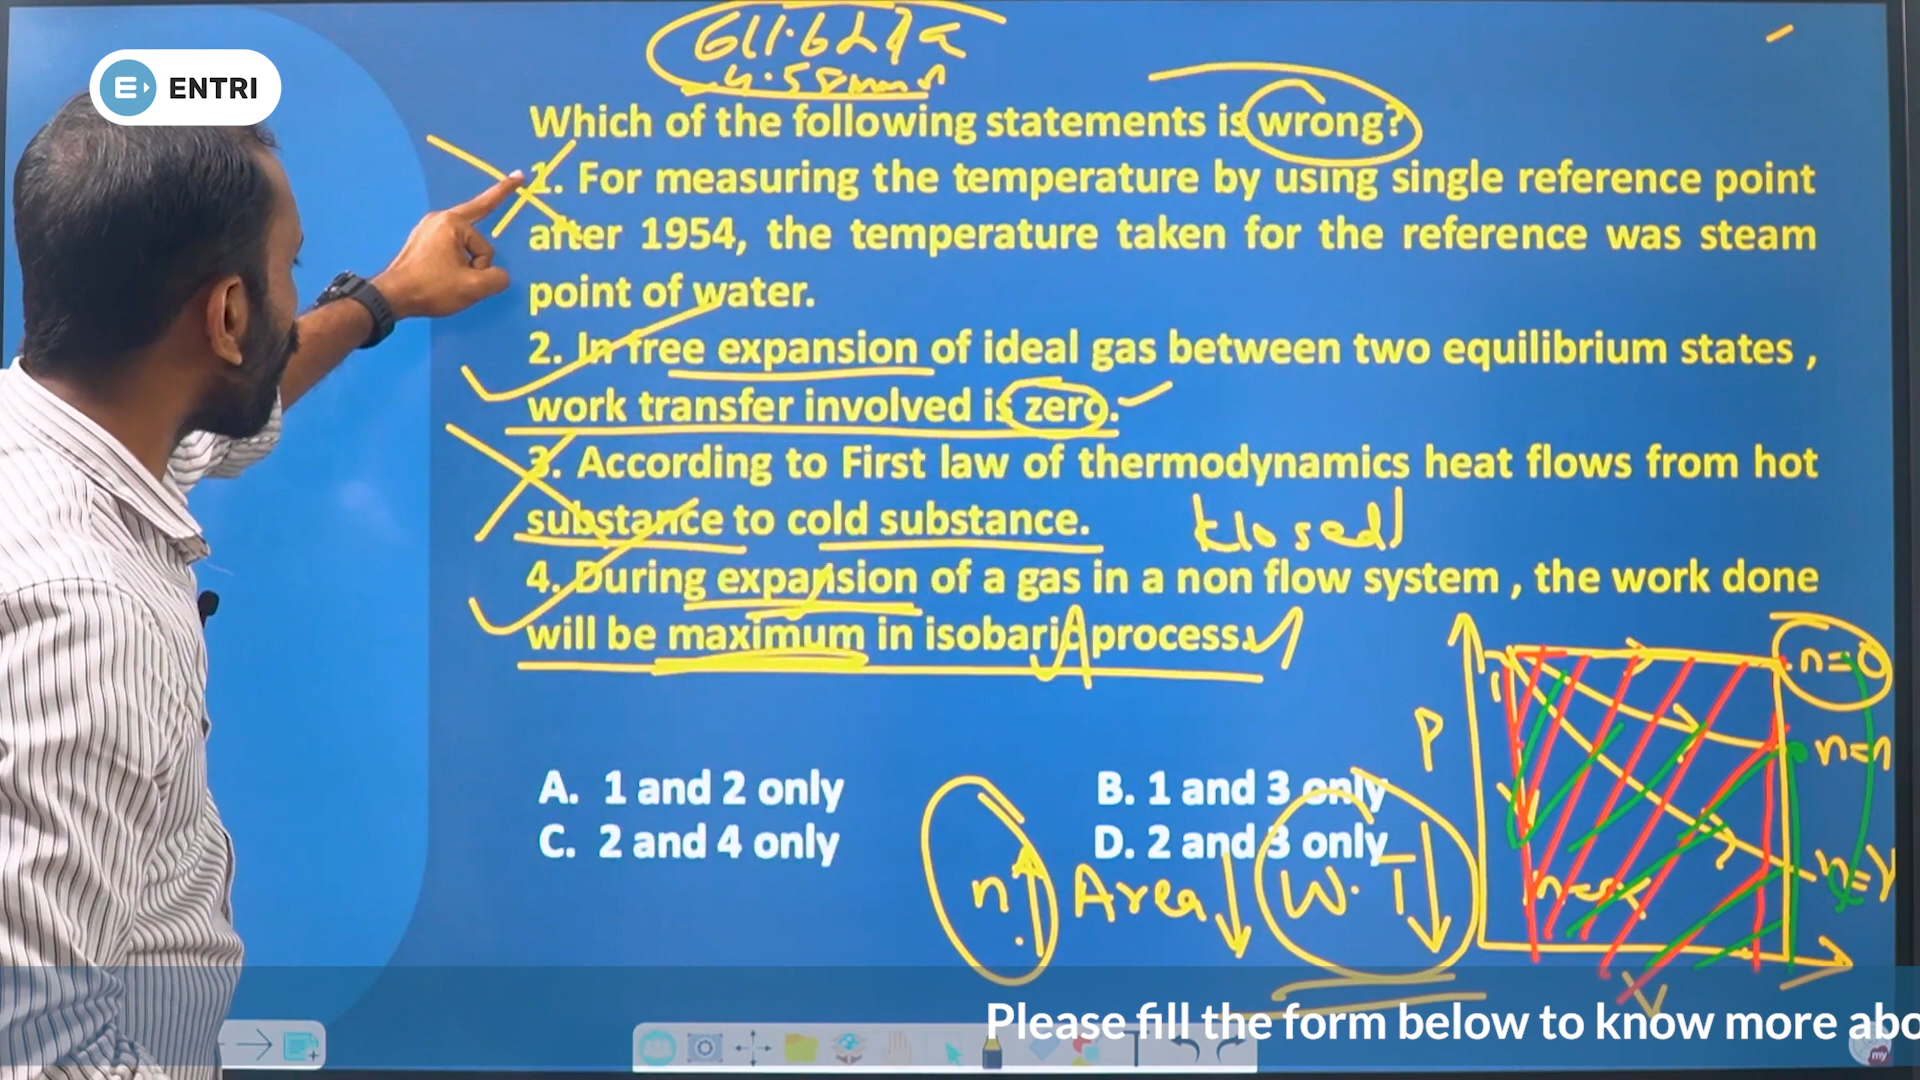 ENTRI
4.58mm
Which of the following statements is wrong?
1. For measuring the temperature by using single reference point
after 1954, the temperature taken for the reference was steam
point of water.
2. In free expansion of ideal gas between two equilibrium states ,
work transfer involved is zero.
3. According to First law of thermodynamics heat flows from hot
substance to cold substance.
closed
4. During expansion of a gas in a non flow system , the work done
will be maximum in isobaric process.
n=0
P
n=n
A. 1 and 2 only
B. 1 and 3 only
C. 2 and 4 only
D. 2 and 3 only
n Area W.T
n=γ
V
Please fill the form below to know more abo
my